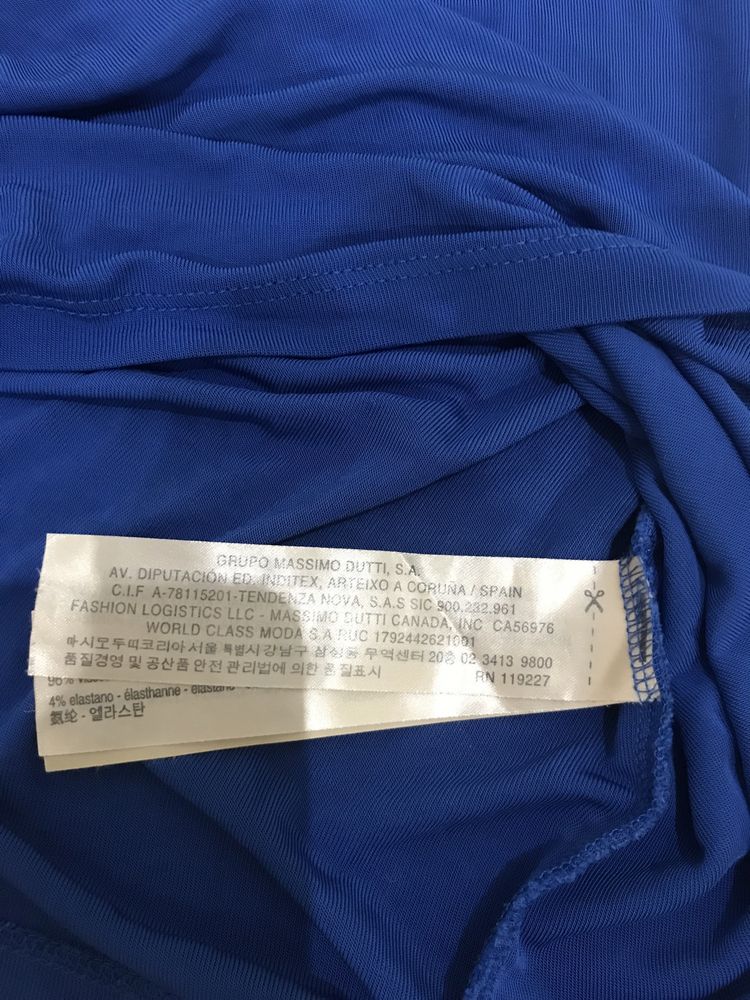 GRUPO MASSIMO DUTTI, S.A.
AV. DIPUTACIÓN ED. INDITEX, ARTEIXO A CORUÑA / SPAIN
C.I.F A-78115201-TENDENZA NOVA, S.A.S SIC 900.232.961
FASHION LOGISTICS LLC - MASSIMO DUTTI CANADA, INC CA56976
WORLD CLASS MODA S.A RUC 1792442621001
마시모두띠코리아 서울 특별시 강남구 삼성동 무역센터 20층 02 3413 9800
품질경영 및 공산품 안전 관리법에 의한 품질표시 RN 119227
96%
4% elastano - élasthanne - elastane -
氨纶 - 엘라스탄